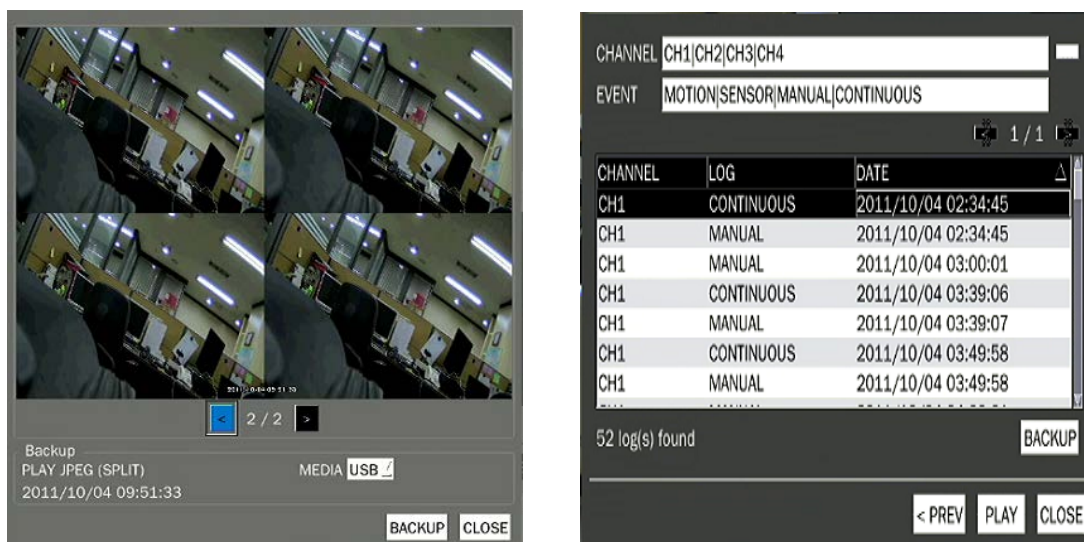 2 / 2
Backup
PLAY JPEG (SPLIT)
MEDIA USB
2011/10/04 09:51:33
BACKUP CLOSE
CHANNEL CH1|CH2|CH3|CH4
EVENT MOTION|SENSOR|MANUAL|CONTINUOUS
< 1 / 1 >
CHANNEL LOG DATE
CH1 CONTINUOUS 2011/10/04 02:34:45
CH1 MANUAL 2011/10/04 02:34:45
CH1 MANUAL 2011/10/04 03:00:01
CH1 CONTINUOUS 2011/10/04 03:39:06
CH1 MANUAL 2011/10/04 03:39:07
CH1 CONTINUOUS 2011/10/04 03:49:58
CH1 MANUAL 2011/10/04 03:49:58
52 log(s) found
BACKUP
< PREV PLAY CLOSE